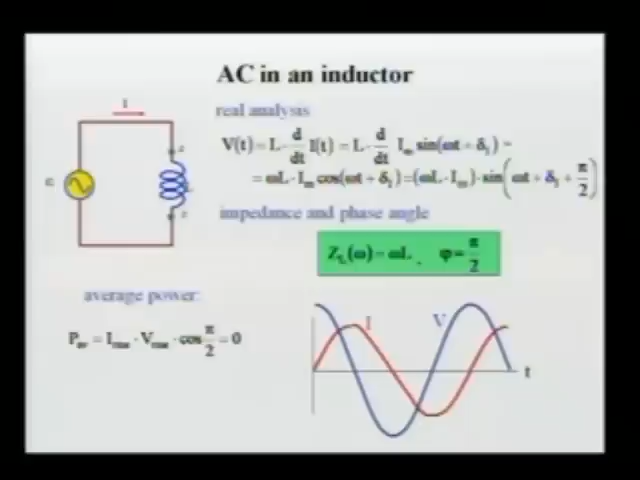 AC in an inductor
real analysis
V(t) = L · d/dt I(t) = L · d/dt I_m sin(ωt + δ_I) =
= ωL · I_m cos(ωt + δ_I) = (ωL · I_m) · sin(ωt + δ_I + π/2)
impedance and phase angle
Z_L(ω) = ωL , φ = π/2
average power:
P_av = I_rms · V_rms · cos π/2 = 0
I
L
I
V
t